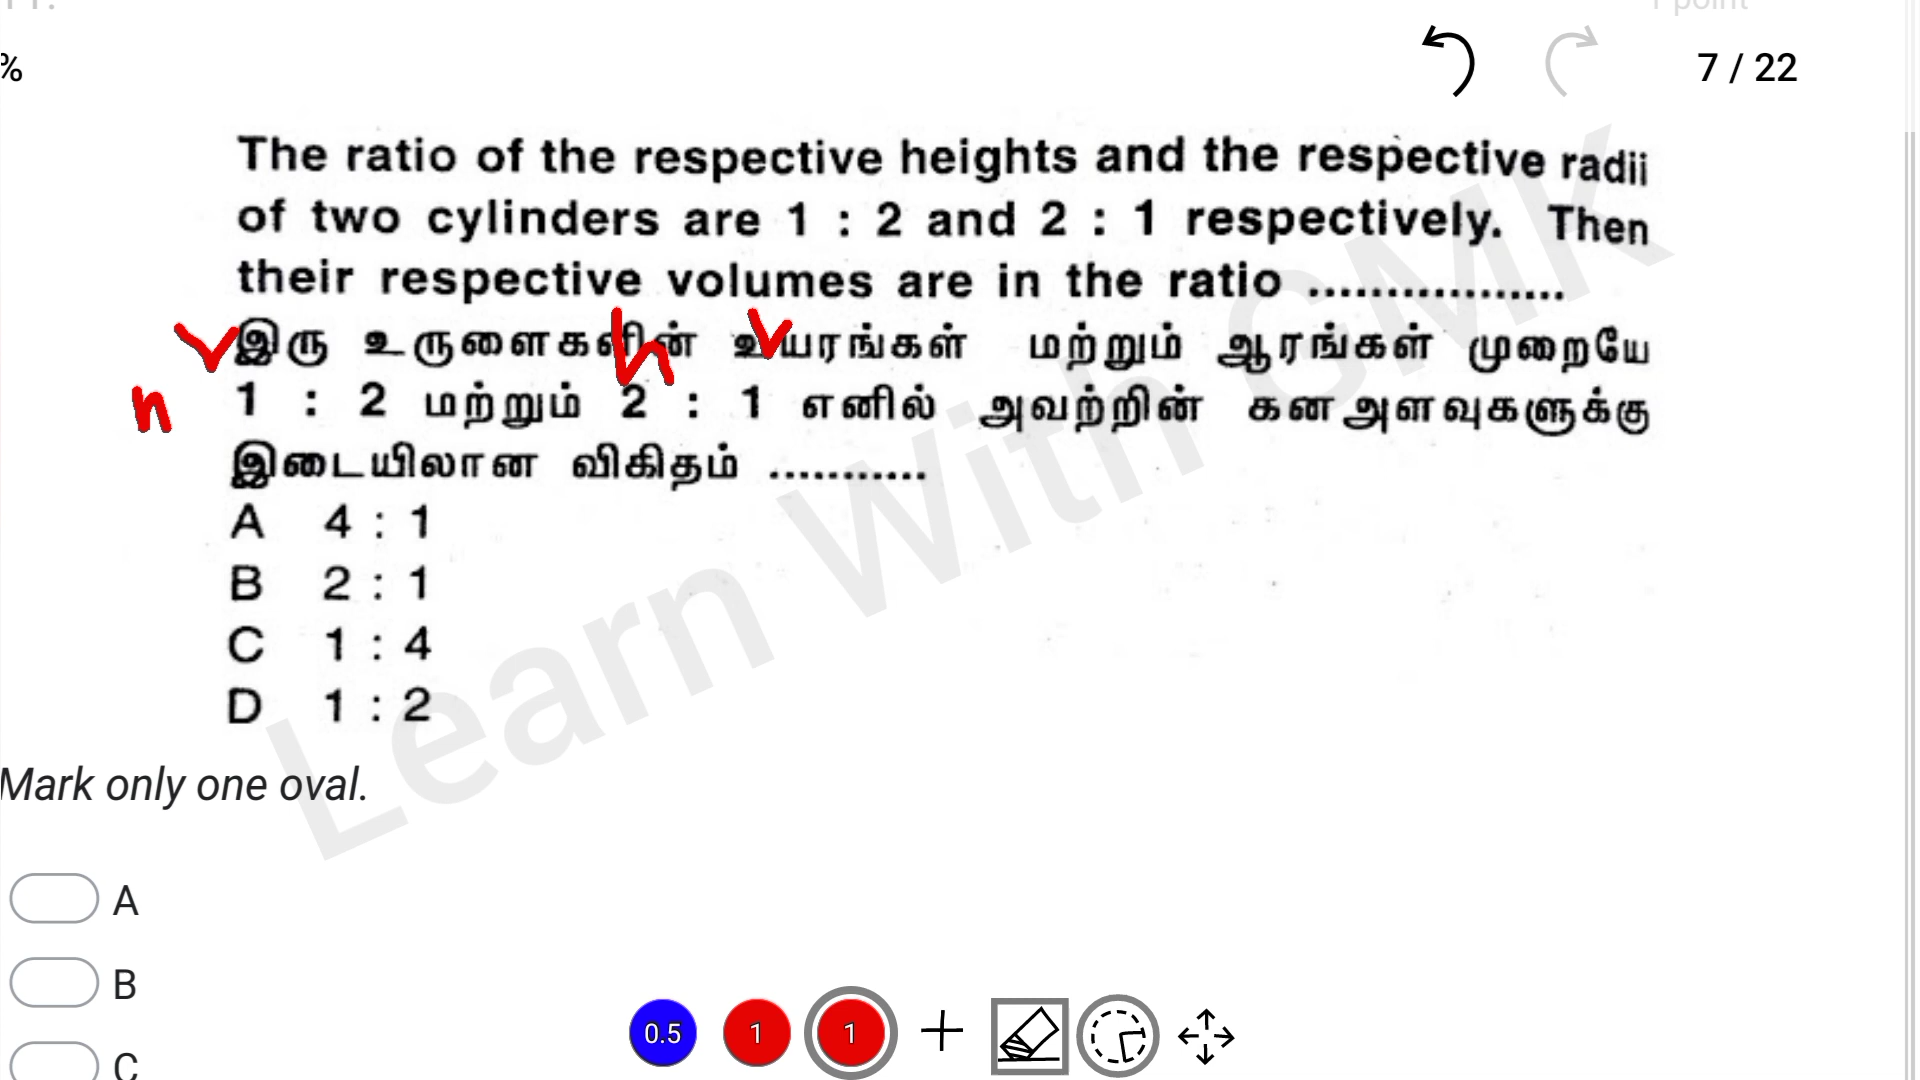 7 / 22
%
The ratio of the respective heights and the respective radii
of two cylinders are 1 : 2 and 2 : 1 respectively. Then
their respective volumes are in the ratio .................
இரு உருளைகளின் உயரங்கள் மற்றும் ஆரங்கள் முறையே
1 : 2 மற்றும் 2 : 1 எனில் அவற்றின் கனஅளவுகளுக்கு
இடையிலான விகிதம் ............
A 4 : 1
B 2 : 1
C 1 : 4
D 1 : 2
Learn With GMK
Mark only one oval.
A
B
C
0.5 1 1